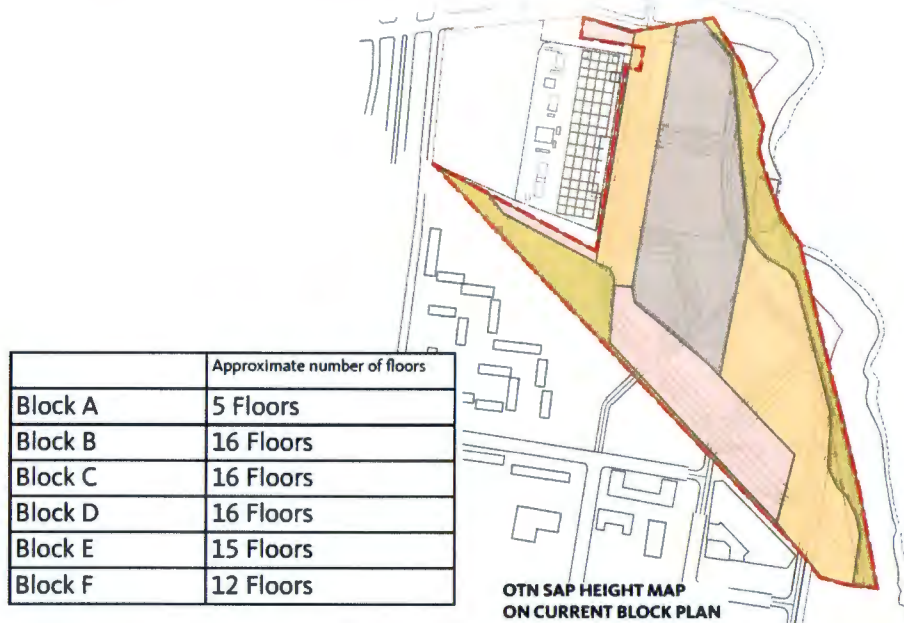 Approximate number of floors
Block A 5 Floors
Block B 16 Floors
Block C 16 Floors
Block D 16 Floors
Block E 15 Floors
Block F 12 Floors
OTN SAP HEIGHT MAP
ON CURRENT BLOCK PLAN